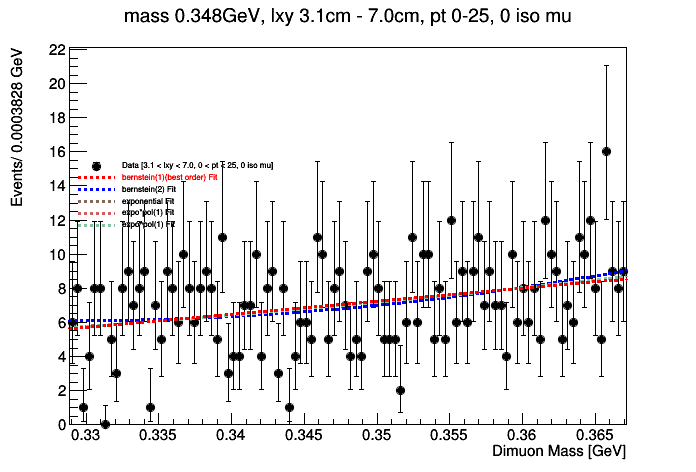 mass 0.348GeV, lxy 3.1cm - 7.0cm, pt 0-25, 0 iso mu
Events/ 0.0003828 GeV
22
20
18
16
14
12
10
8
6
4
2
0
Data [3.1 < lxy < 7.0, 0 < pt < 25, 0 iso mu]
bernstein(1)(best order) Fit
bernstein(2) Fit
exponential Fit
expo*pol(1) Fit
expo*pol(1) Fit
0.33 0.335 0.34 0.345 0.35 0.355 0.36 0.365
Dimuon Mass [GeV]